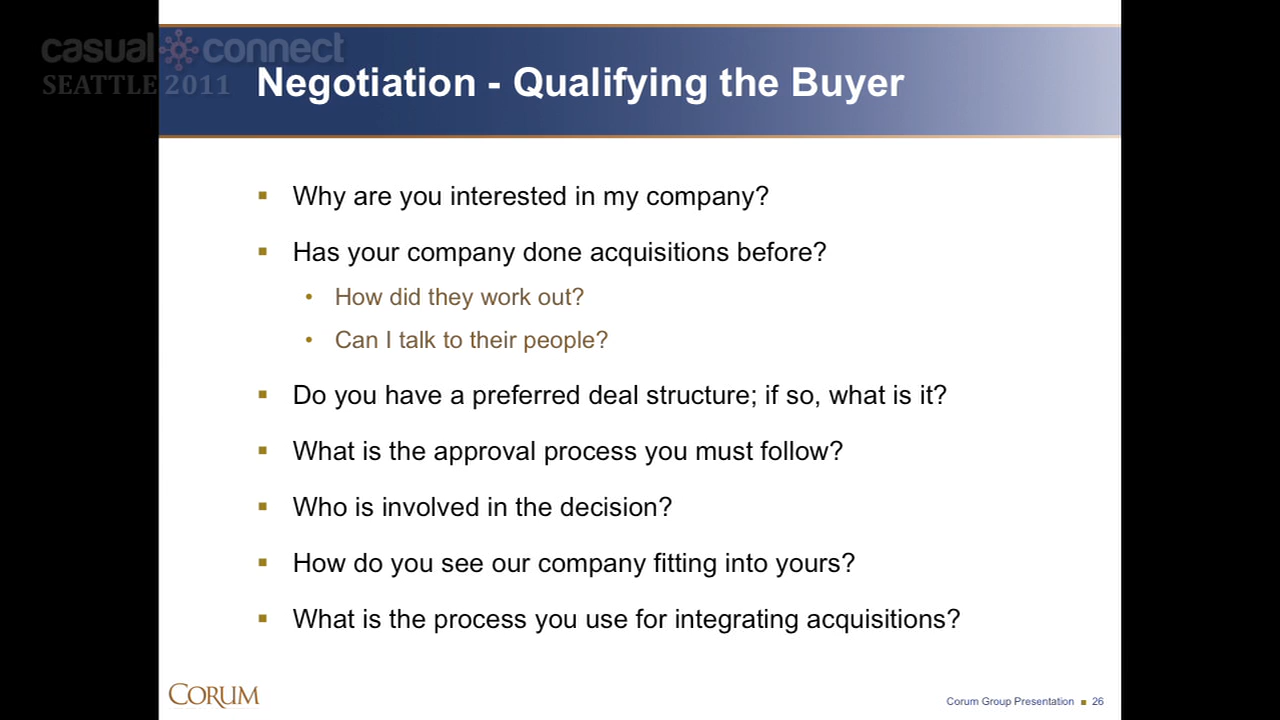 casual connect
SEATTLE 2011
Negotiation - Qualifying the Buyer
Why are you interested in my company?
Has your company done acquisitions before?
How did they work out?
Can I talk to their people?
Do you have a preferred deal structure; if so, what is it?
What is the approval process you must follow?
Who is involved in the decision?
How do you see our company fitting into yours?
What is the process you use for integrating acquisitions?
CORUM
Corum Group Presentation ■ 26